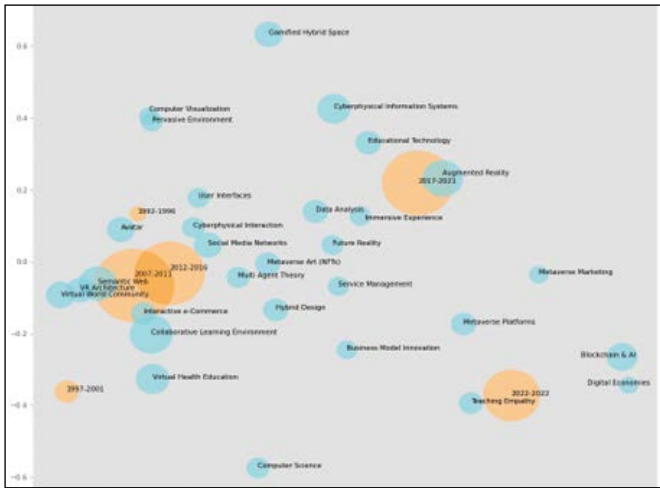 Gamified Hybrid Space
0.6
Computer Visualization
Cyberphysical Information Systems
0.4
Pervasive Environment
Educational Technology
Augmented Reality
2017-2021
0.2
User Interfaces
1992-1996
Data Analysis
Immersive Experience
Avatar
Cyberphysical Interaction
Social Media Networks
Future Reality
0.0
Metaverse Art (NFTs)
2012-2016
2007-2011
Multi Agent Theory
Metaverse Marketing
Semantic Web
VR Architecture
Service Management
Virtual World Community
Interactive e-Commerce
Hybrid Design
Metaverse Platforms
-0.2
Collaborative Learning Environment
Business Model Innovation
Blockchain & AI
Virtual Health Education
Digital Economies
1997-2001
2022-2022
Teaching Empathy
-0.4
Computer Science
-0.6